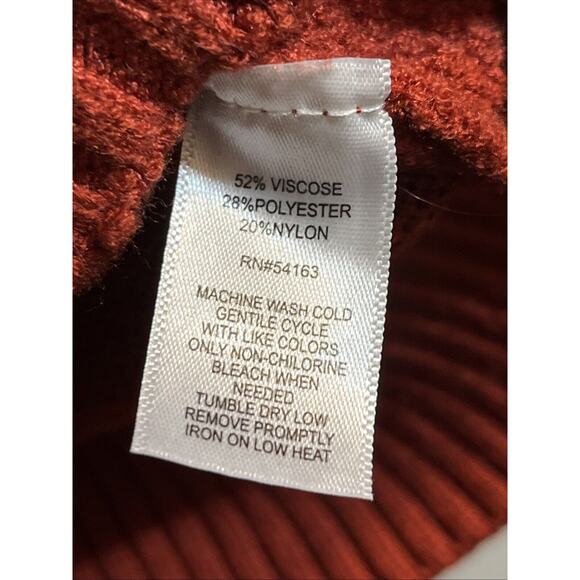 52% VISCOSE
28%POLYESTER
20%NYLON
RN#54163
MACHINE WASH COLD
GENTILE CYCLE
WITH LIKE COLORS
ONLY NON-CHLORINE
BLEACH WHEN
NEEDED
TUMBLE DRY LOW
REMOVE PROMPTLY
IRON ON LOW HEAT